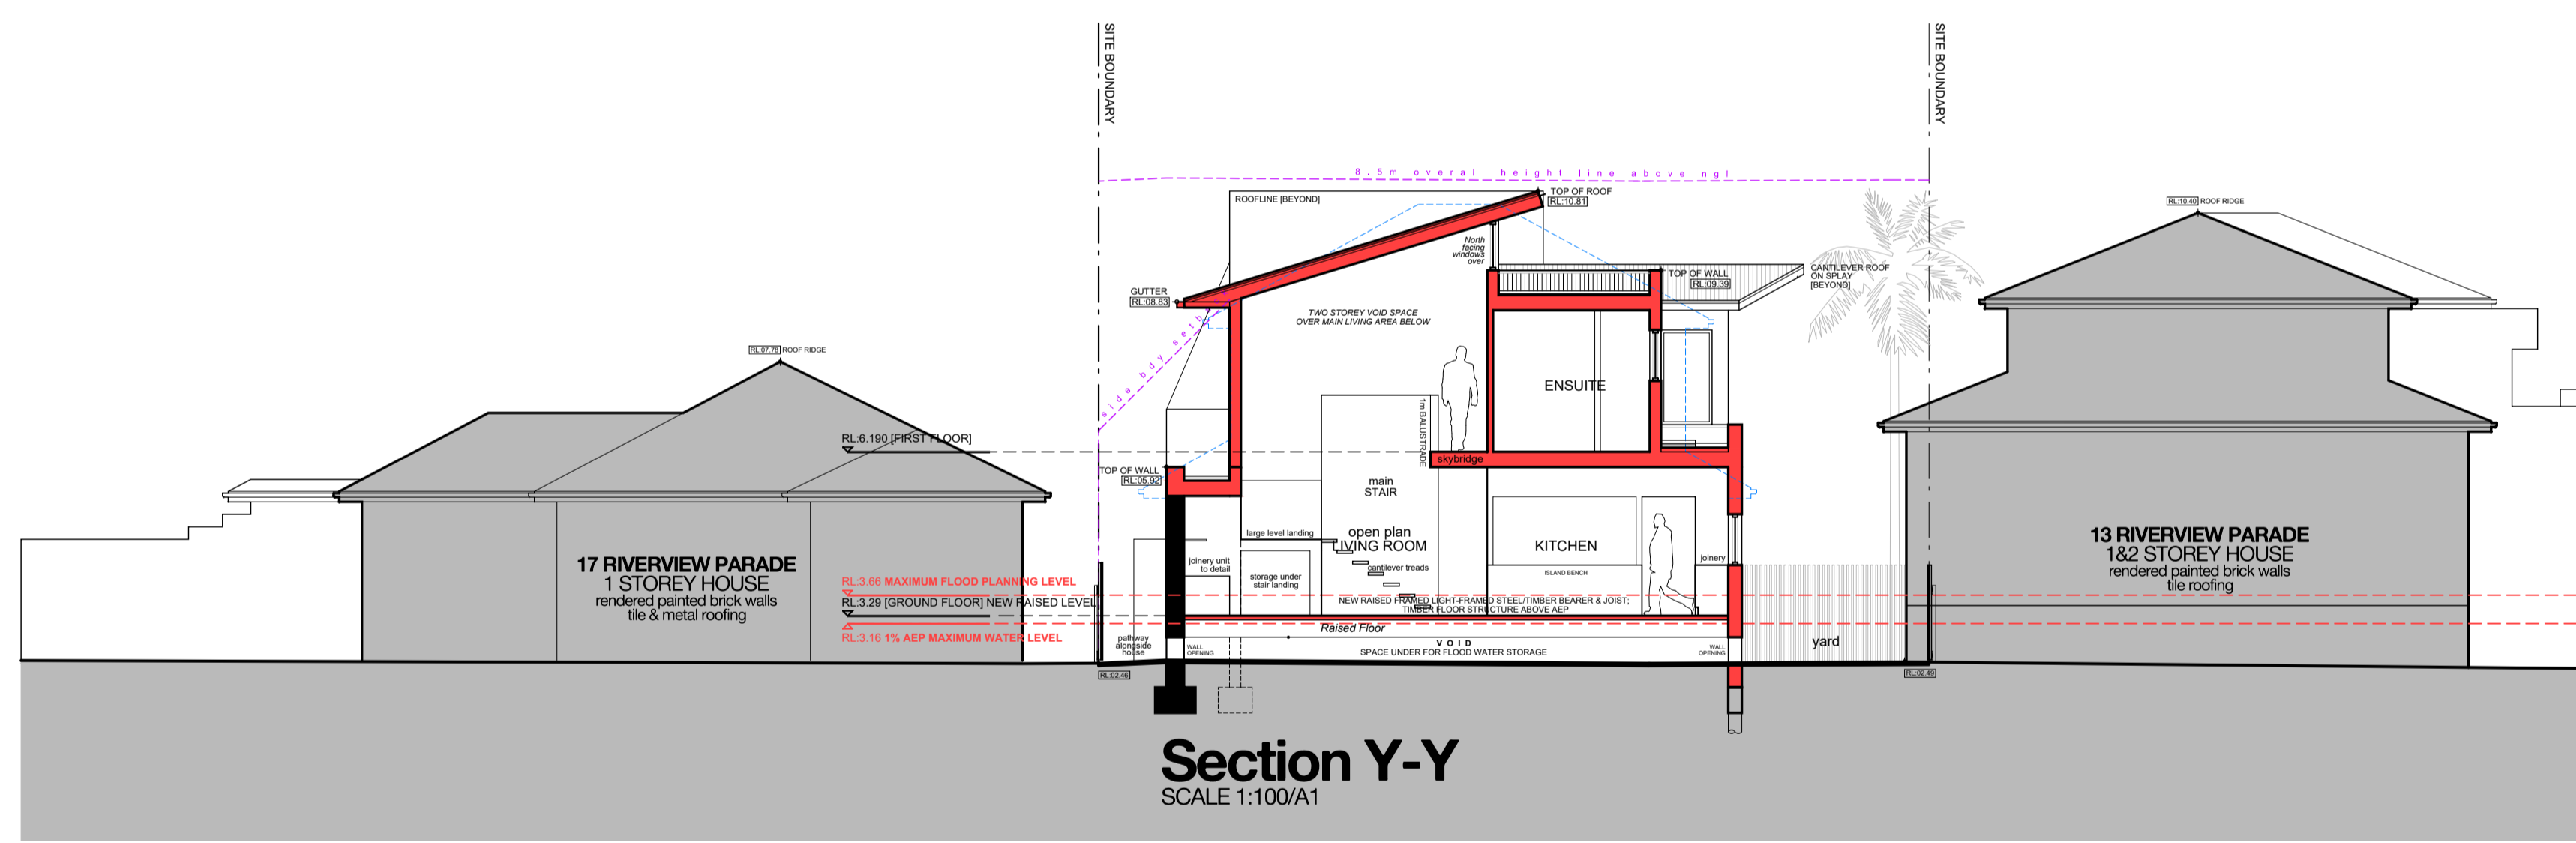 SITE BOUNDARY
SITE BOUNDARY
8.5m overall height line above ngl
ROOFLINE [BEYOND]
TOP OF ROOF
RL:10.81
RL:10.40 ROOF RIDGE
North
facing
windows
over
TOP OF WALL
RL:09.39
CANTILEVER ROOF
ON SPLAY
[BEYOND]
GUTTER
RL:08.83
TWO STOREY VOID SPACE
OVER MAIN LIVING AREA BELOW
side bdy setb
RL:07.78 ROOF RIDGE
ENSUITE
1m BALUSTRADE
RL:6.190 [FIRST FLOOR]
skybridge
TOP OF WALL
RL:05.92
main
STAIR
large level landing
open plan
LIVING ROOM
KITCHEN
joinery unit
to detail
storage under
stair landing
cantilever treads
ISLAND BENCH
joinery
17 RIVERVIEW PARADE
1 STOREY HOUSE
rendered painted brick walls
tile & metal roofing
13 RIVERVIEW PARADE
1&2 STOREY HOUSE
rendered painted brick walls
tile roofing
RL:3.66 MAXIMUM FLOOD PLANNING LEVEL
RL:3.29 [GROUND FLOOR] NEW RAISED LEVEL
RL:3.16 1% AEP MAXIMUM WATER LEVEL
NEW RAISED FRAMED LIGHT-FRAMED STEEL/TIMBER BEARER & JOIST;
TIMBER FLOOR STRUCTURE ABOVE AEP
Raised Floor
pathway
alongside
house
WALL
OPENING
VOID
SPACE UNDER FOR FLOOD WATER STORAGE
WALL
OPENING
yard
RL:02.46
RL:02.49
Section Y-Y
SCALE 1:100/A1